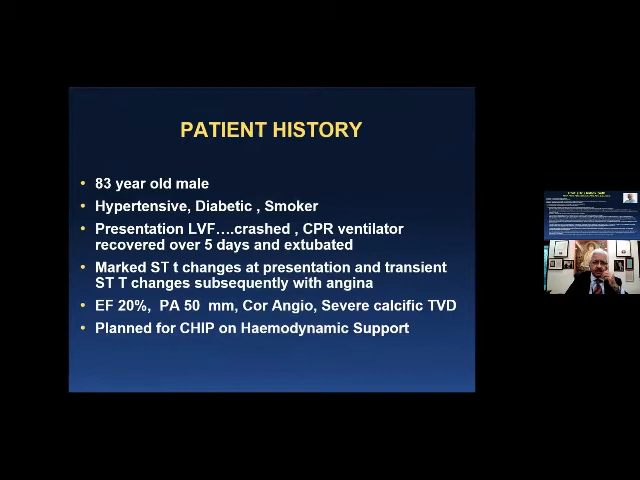 PATIENT HISTORY
• 83 year old male
• Hypertensive, Diabetic , Smoker
• Presentation LVF....crashed , CPR ventilator
recovered over 5 days and extubated
• Marked ST t changes at presentation and transient
ST T changes subsequently with angina
• EF 20%, PA 50 mm, Cor Angio, Severe calcific TVD
• Planned for CHIP on Haemodynamic Support